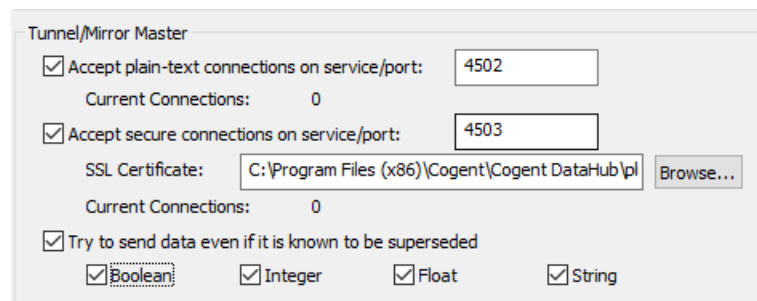 Tunnel/Mirror Master
Accept plain-text connections on service/port: 4502
Current Connections: 0
Accept secure connections on service/port: 4503
SSL Certificate: C:\Program Files (x86)\Cogent\Cogent DataHub\pl Browse...
Current Connections: 0
Try to send data even if it is known to be superseded
Boolean Integer Float String